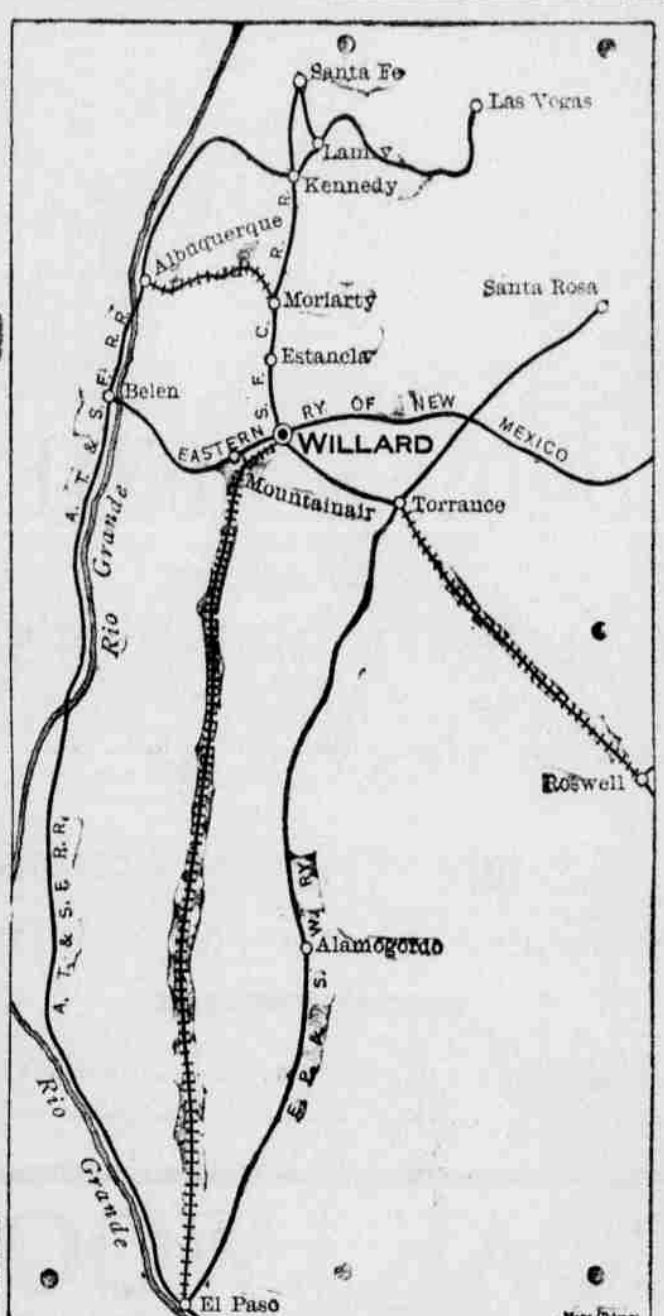 Santa Fe
Las Vegas
Lamy
Kennedy
Albuquerque
Moriarty
Santa Rosa
Estancia
S. F. C. R. R.
Belen
A. T. & S. F. R. R.
EASTERN RY OF NEW MEXICO
WILLARD
Mountainair
Torrance
Rio Grande
Roswell
A. T. & S. F. R. R.
Alamogordo
E. P. & S. W. RY.
Rio Grande
El Paso